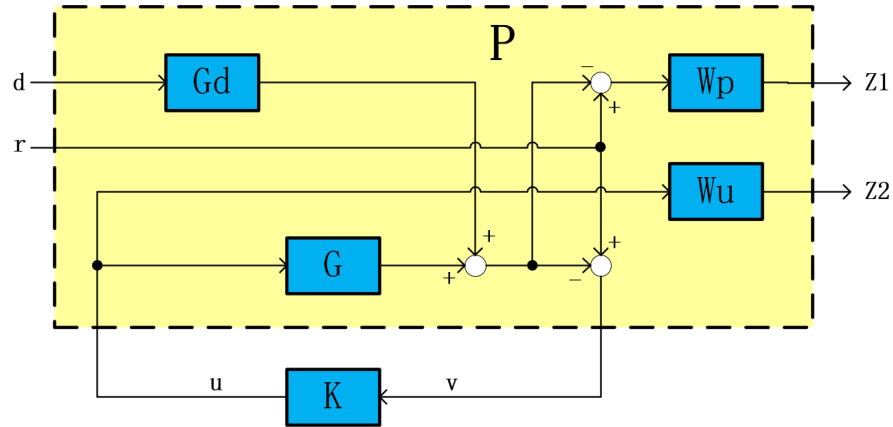 P
d
Gd
−
+
Wp
Z1
r
Wu
Z2
+
+
G
+
−
u
K
v